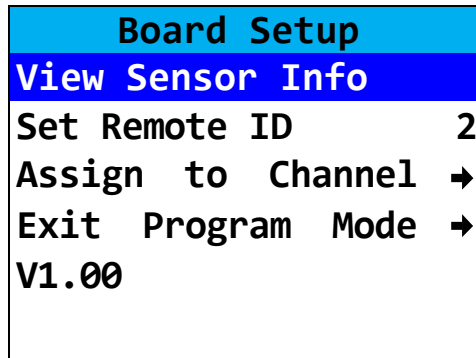 Board Setup
View Sensor Info
Set Remote ID 2
Assign to Channel →
Exit Program Mode →
V1.00